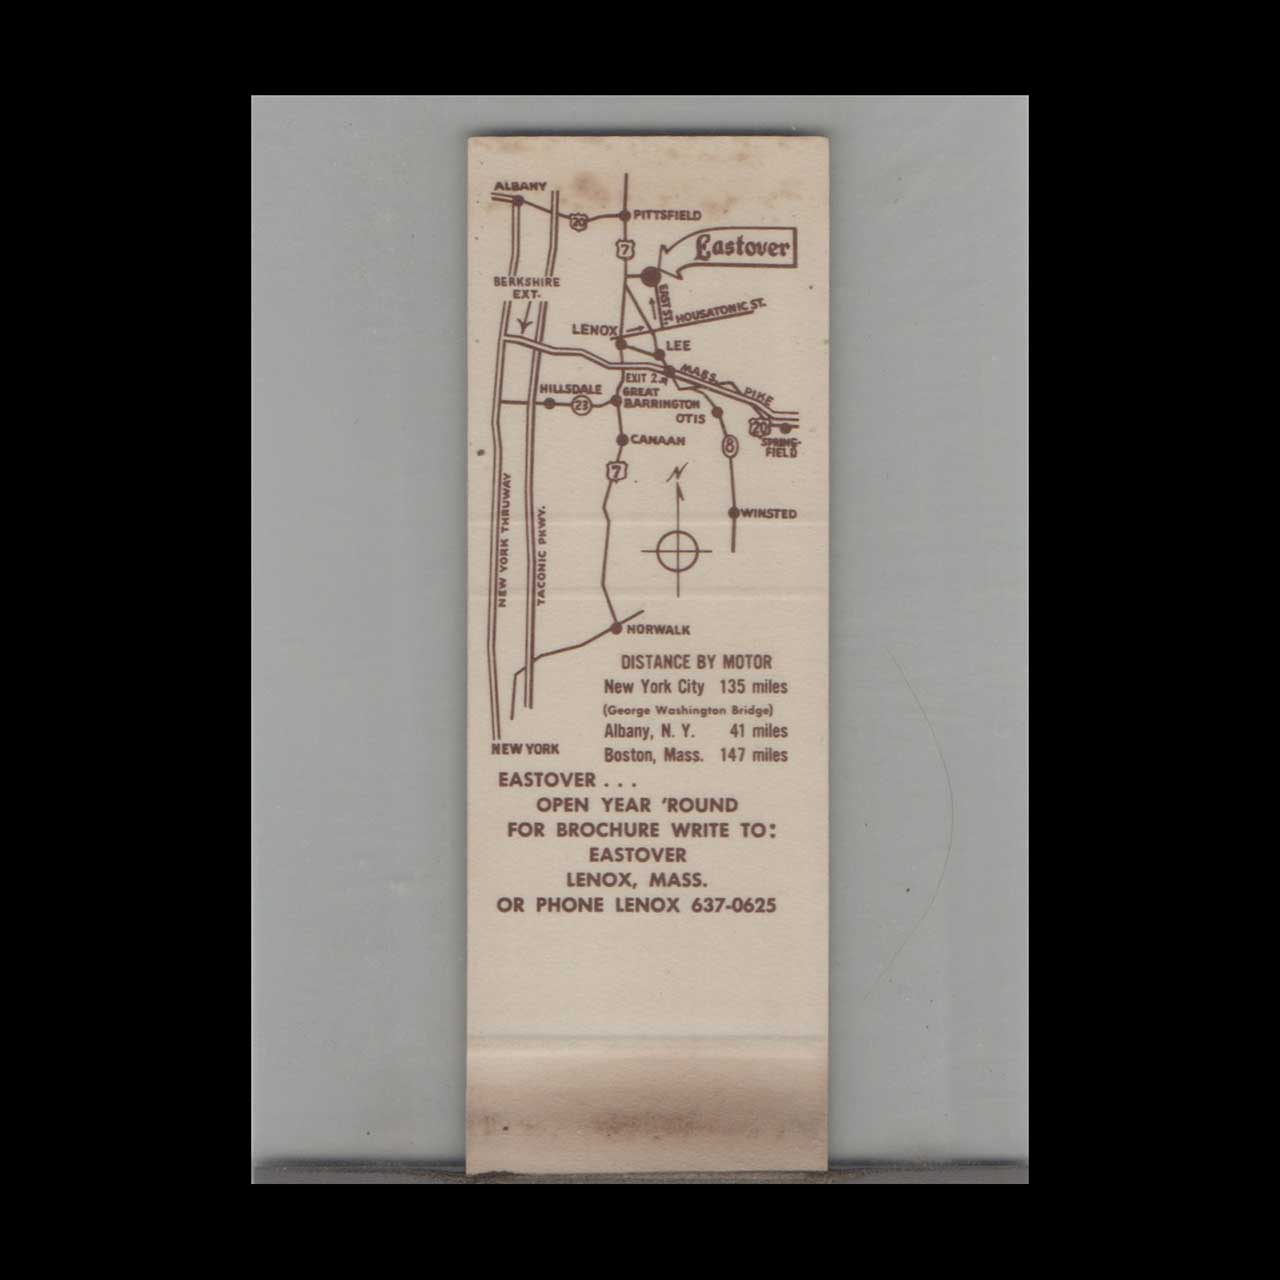 ALBANY
20
PITTSFIELD
7
Eastover
BERKSHIRE
EXT.
EAST ST.
HOUSATONIC ST.
LENOX
LEE
EXIT 2
MASS. PIKE
HILLSDALE
23
GREAT
BARRINGTON
OTIS
20
SPRING-
FIELD
CANAAN
8
7
N
NEW YORK THRUWAY
TACONIC PKWY.
WINSTED
NORWALK
DISTANCE BY MOTOR
New York City 135 miles
(George Washington Bridge)
Albany, N. Y. 41 miles
Boston, Mass. 147 miles
NEW YORK
EASTOVER . . .
OPEN YEAR 'ROUND
FOR BROCHURE WRITE TO:
EASTOVER
LENOX, MASS.
OR PHONE LENOX 637-0625